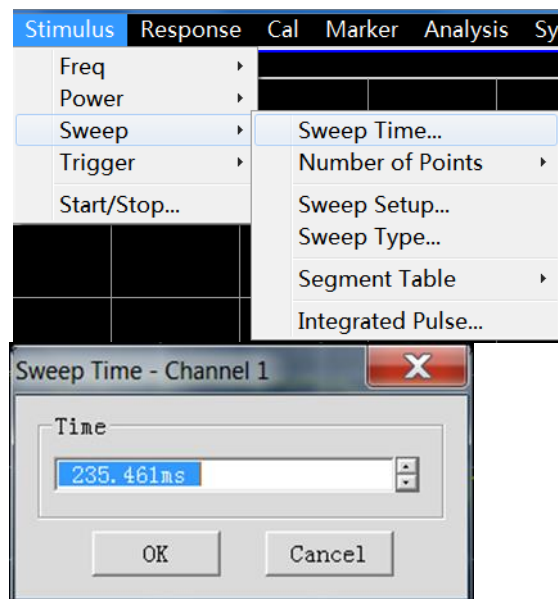 Stimulus Response Cal Marker Analysis Sy
Freq
Power
Sweep
Trigger
Start/Stop...
Sweep Time...
Number of Points
Sweep Setup...
Sweep Type...
Segment Table
Integrated Pulse...
Sweep Time - Channel 1
Time
235.461ms
OK Cancel